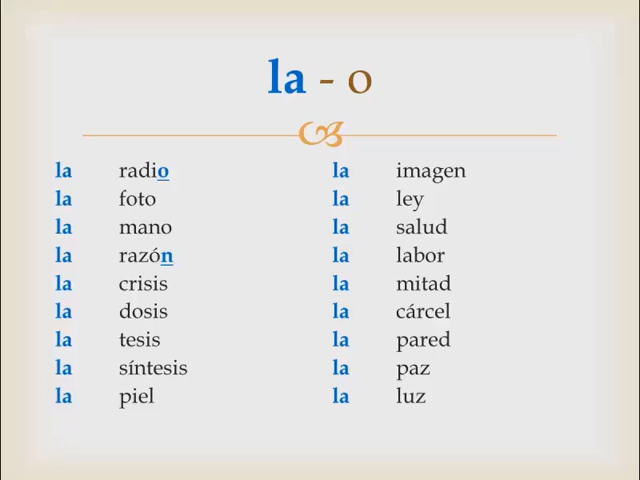 la - o
la radio
la foto
la mano
la razón
la crisis
la dosis
la tesis
la síntesis
la piel
la imagen
la ley
la salud
la labor
la mitad
la cárcel
la pared
la paz
la luz